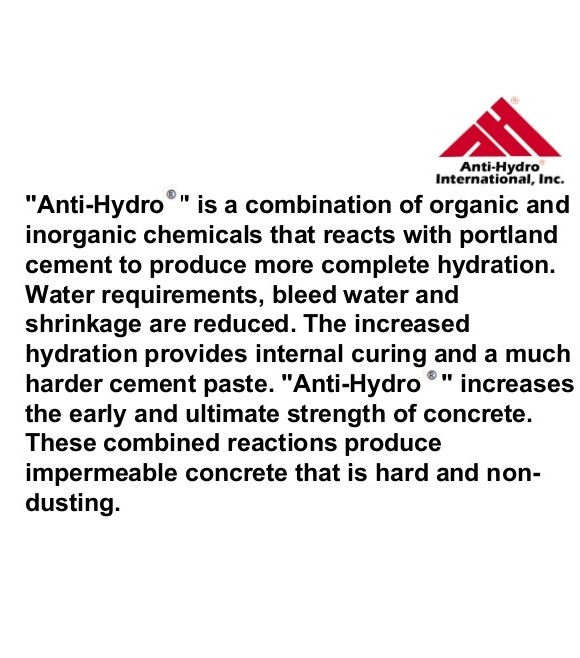 ®
Anti-Hydro®
International, Inc.
"Anti-Hydro®" is a combination of organic and
inorganic chemicals that reacts with portland
cement to produce more complete hydration.
Water requirements, bleed water and
shrinkage are reduced. The increased
hydration provides internal curing and a much
harder cement paste. "Anti-Hydro ® " increases
the early and ultimate strength of concrete.
These combined reactions produce
impermeable concrete that is hard and non-
dusting.